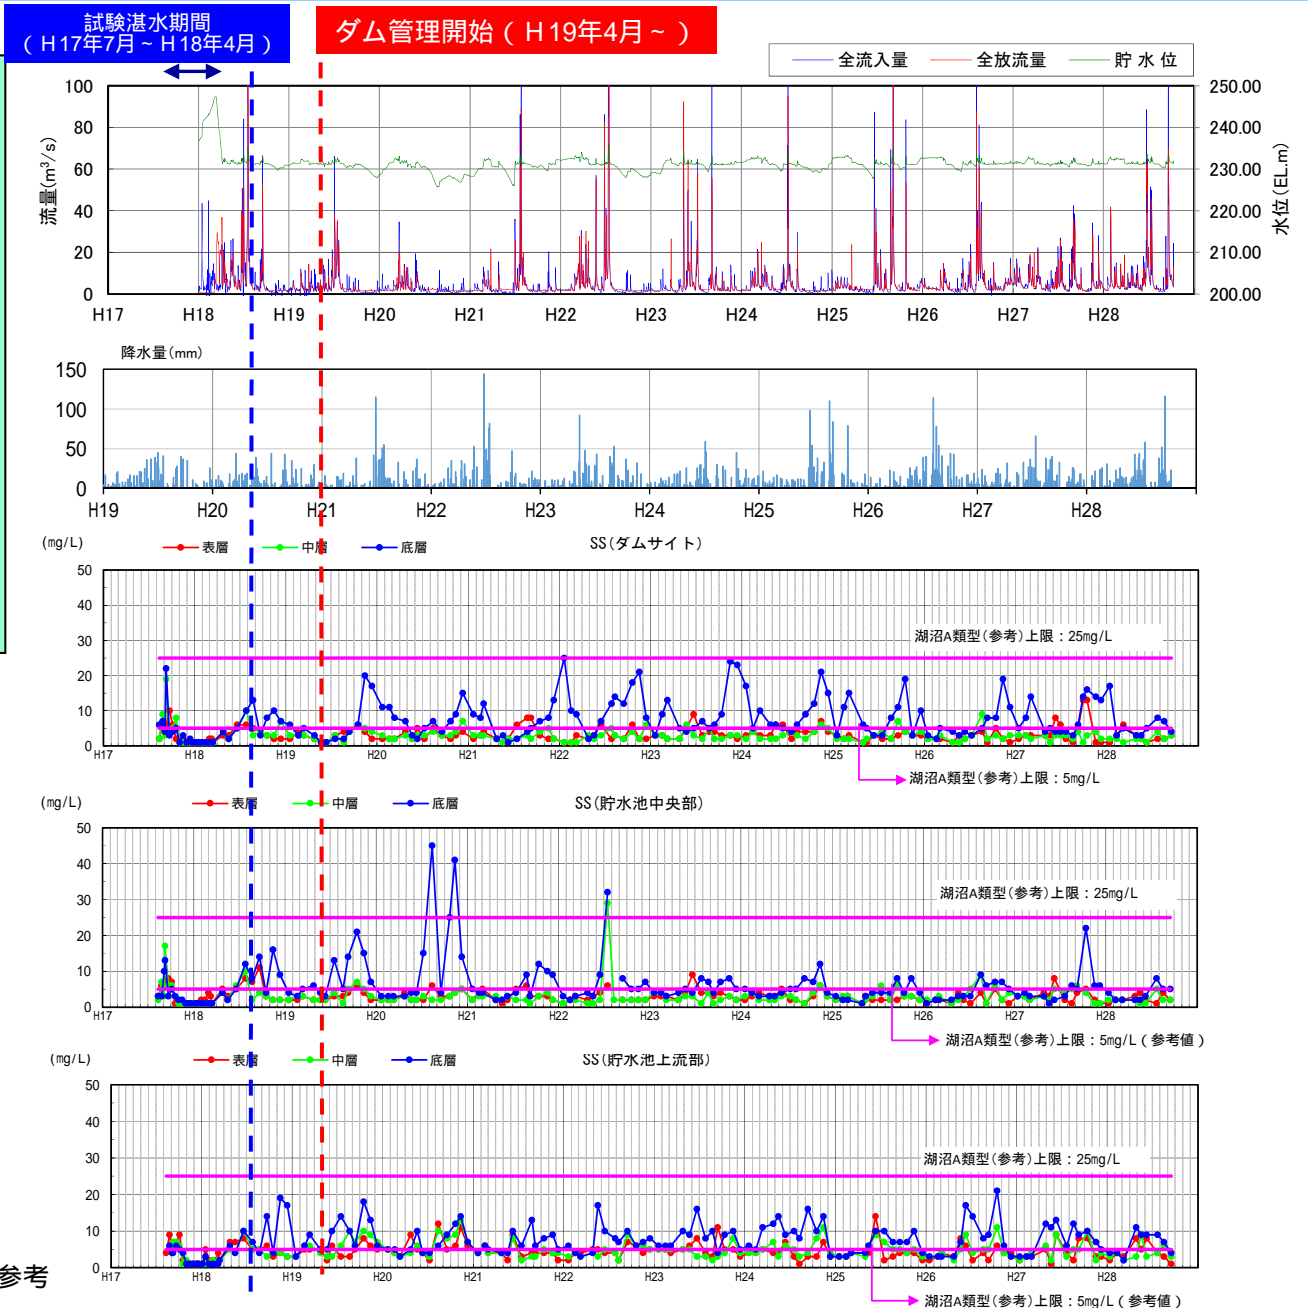 試験湛水期間
（Ｈ17年7月～Ｈ18年4月）
ダム管理開始（Ｈ19年4月～）
全流入量 全放流量 貯水位
流量(m³/s)
100
80
60
40
20
0
250.00
240.00
230.00
220.00
210.00
200.00
水位(EL.m)
H17 H18 H19 H20 H21 H22 H23 H24 H25 H26 H27 H28
降水量(mm)
150
100
50
0
H19 H20 H21 H22 H23 H24 H25 H26 H27 H28
(mg/L) 表層 中層 底層 SS(ダムサイト)
50
40
30
20
10
0
湖沼A類型(参考)上限：25mg/L
H17 H18 H19 H20 H21 H22 H23 H24 H25 H26 H27 H28
湖沼A類型(参考)上限：5mg/L
(mg/L) 表層 中層 底層 SS(貯水池中央部)
50
40
30
20
10
0
湖沼A類型(参考)上限：25mg/L
H17 H18 H19 H20 H21 H22 H23 H24 H25 H26 H27 H28
湖沼A類型(参考)上限：5mg/L(参考値)
(mg/L) 表層 中層 底層 SS(貯水池上流部)
50
40
30
20
10
0
湖沼A類型(参考)上限：25mg/L
H17 H18 H19 H20 H21 H22 H23 H24 H25 H26 H27 H28
参考
湖沼A類型(参考)上限：5mg/L(参考値)